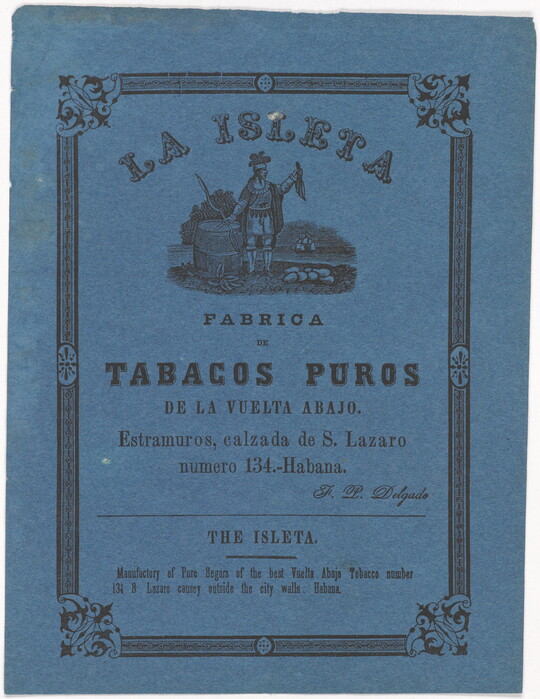 LA ISLETA
FABRICA
DE
TABACOS PUROS
DE LA VUELTA ABAJO.
Estramuros, calzada de S. Lazaro
numero 134.-Habana.
F. P. Delgado
THE ISLETA.
Manufactory of Pure Segars of the best Vuelta Abajo Tobacco number
134 S Lazaro causey outside the city walls : Habana.